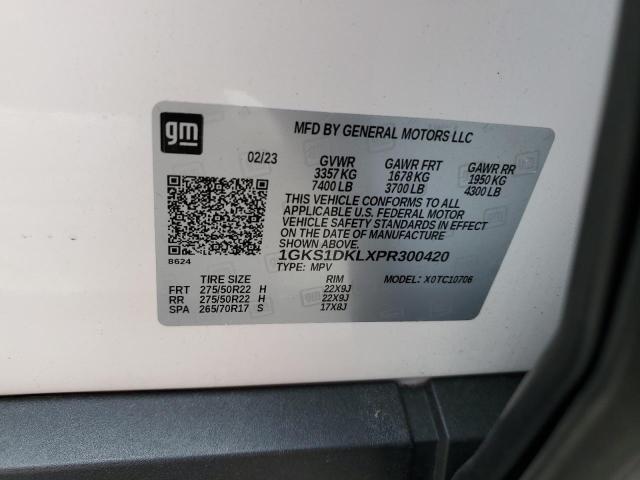 gm
MFD BY GENERAL MOTORS LLC
02/23 GVWR GAWR FRT GAWR RR
3357 KG 1678 KG 1950 KG
7400 LB 3700 LB 4300 LB
THIS VEHICLE CONFORMS TO ALL
APPLICABLE U.S. FEDERAL MOTOR
VEHICLE SAFETY STANDARDS IN EFFECT
ON THE DATE OF MANUFACTURE
SHOWN ABOVE.
8624
1GKS1DKLXPR300420
TYPE: MPV MODEL: X0TC10706
TIRE SIZE RIM
FRT 275/50R22 H 22X9J
RR 275/50R22 H 22X9J
SPA 265/70R17 S 17X8J